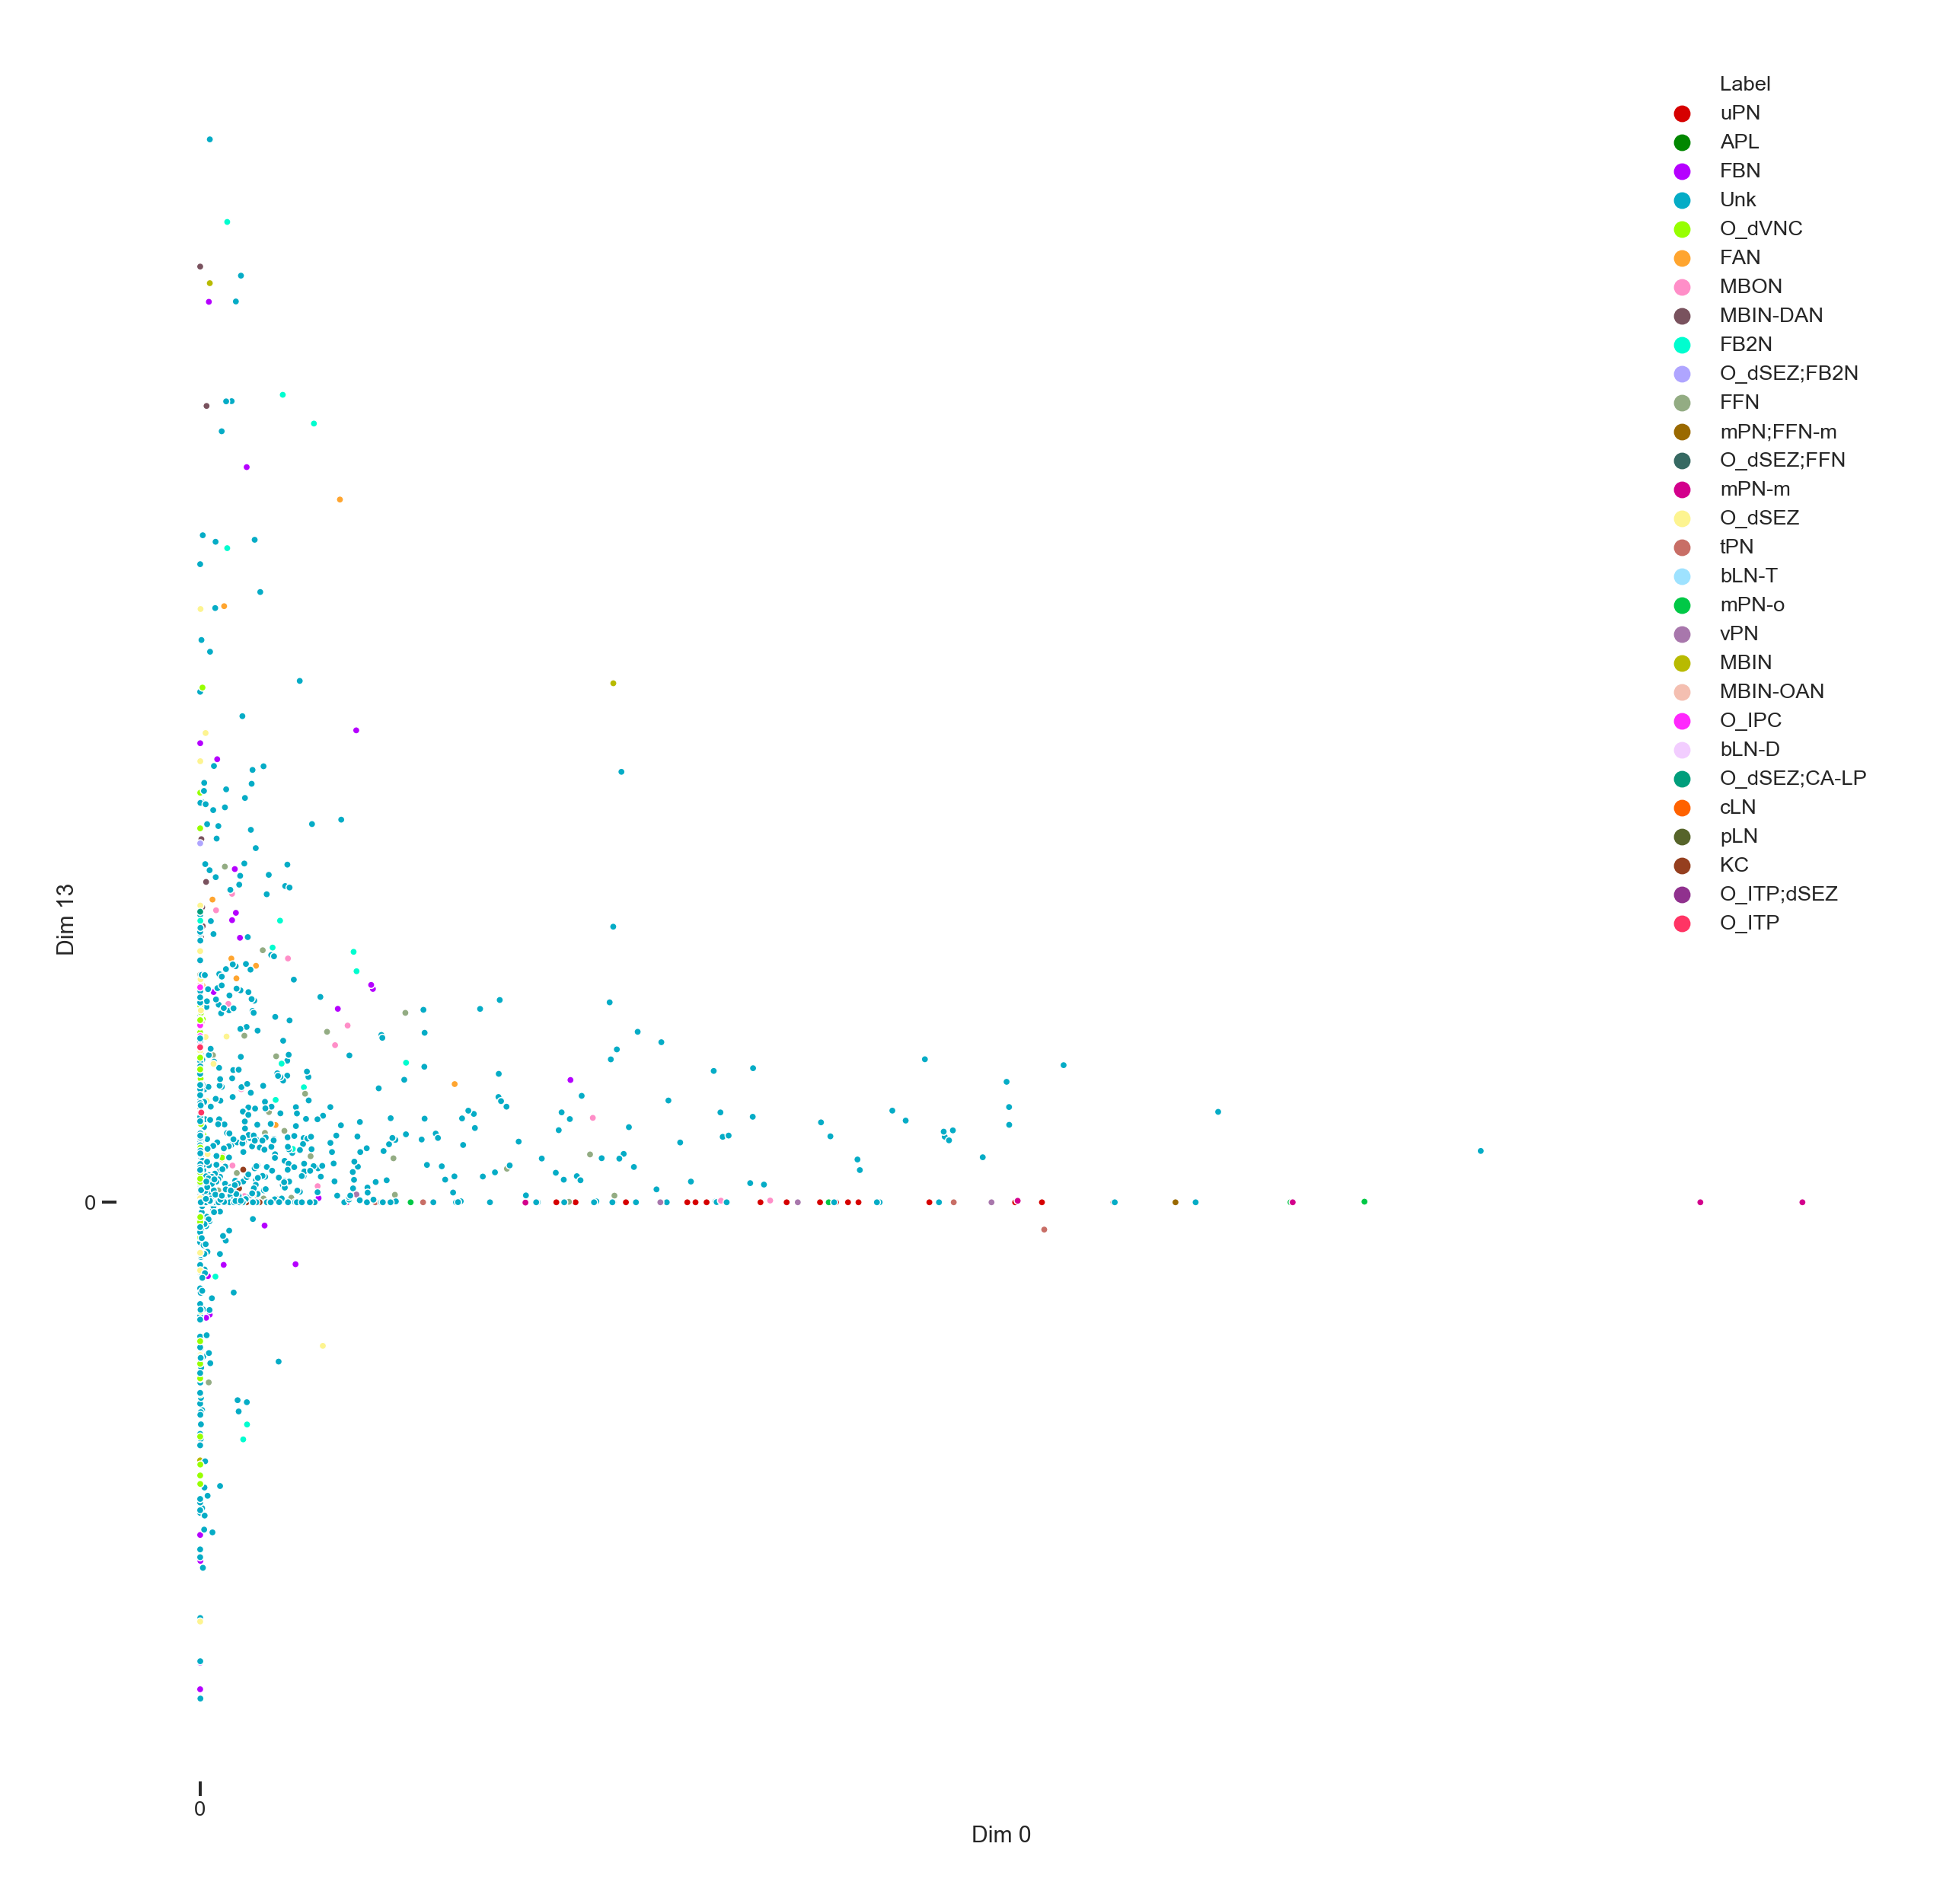 Label
uPN
APL
FBN
Unk
O_dVNC
FAN
MBON
MBIN-DAN
FB2N
O_dSEZ;FB2N
FFN
mPN;FFN-m
O_dSEZ;FFN
mPN-m
O_dSEZ
tPN
bLN-T
mPN-o
vPN
MBIN
MBIN-OAN
O_IPC
bLN-D
O_dSEZ;CA-LP
cLN
pLN
KC
O_ITP;dSEZ
O_ITP
Dim 13
0
0
Dim 0